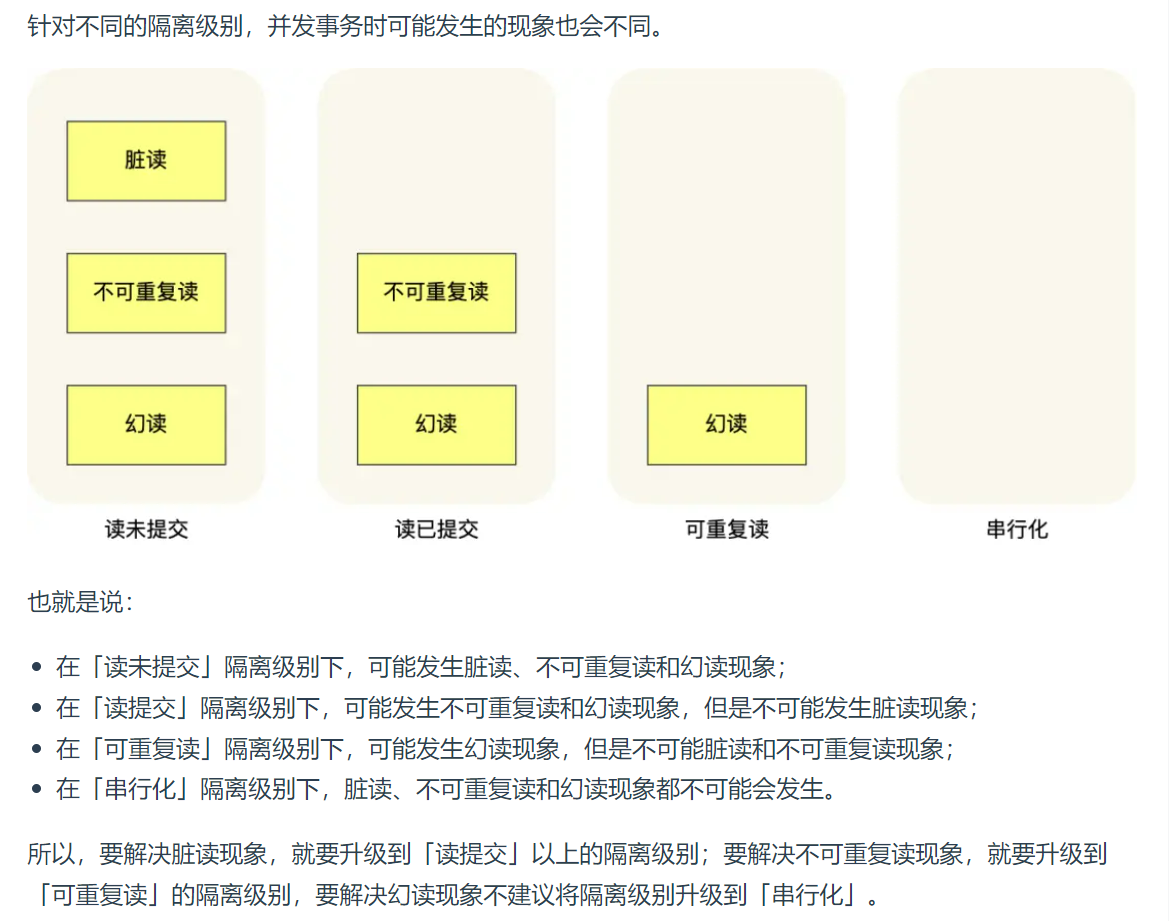 针对不同的隔离级别，并发事务时可能发生的现象也会不同。
脏读
不可重复读 不可重复读
幻读 幻读 幻读
读未提交 读已提交 可重复读 串行化
也就是说：
在「读未提交」隔离级别下，可能发生脏读、不可重复读和幻读现象；
在「读提交」隔离级别下，可能发生不可重复读和幻读现象，但是不可能发生脏读现象；
在「可重复读」隔离级别下，可能发生幻读现象，但是不可能脏读和不可重复读现象；
在「串行化」隔离级别下，脏读、不可重复读和幻读现象都不可能会发生。
所以，要解决脏读现象，就要升级到「读提交」以上的隔离级别；要解决不可重复读现象，就要升级到
「可重复读」的隔离级别，要解决幻读现象不建议将隔离级别升级到「串行化」。